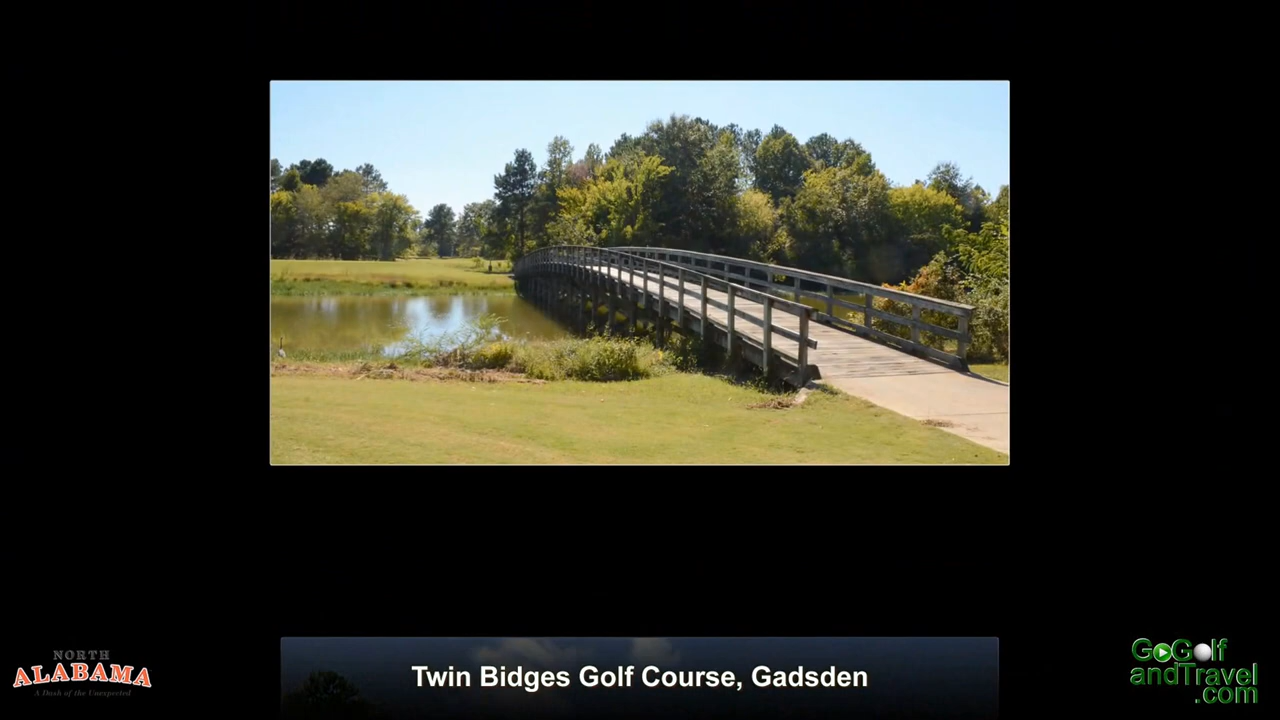 Twin Bidges Golf Course, Gadsden
NORTH
ALABAMA
A Dash of the Unexpected
GoGolf
andTravel
.com